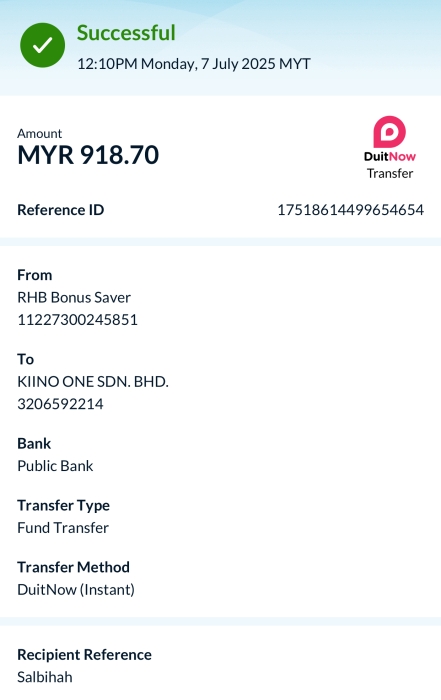 Successful
12:10PM Monday, 7 July 2025 MYT
Amount
MYR 918.70
DuitNow
Transfer
Reference ID
17518614499654654
From
RHB Bonus Saver
11227300245851
To
KIINO ONE SDN. BHD.
3206592214
Bank
Public Bank
Transfer Type
Fund Transfer
Transfer Method
DuitNow (Instant)
Recipient Reference
Salbihah